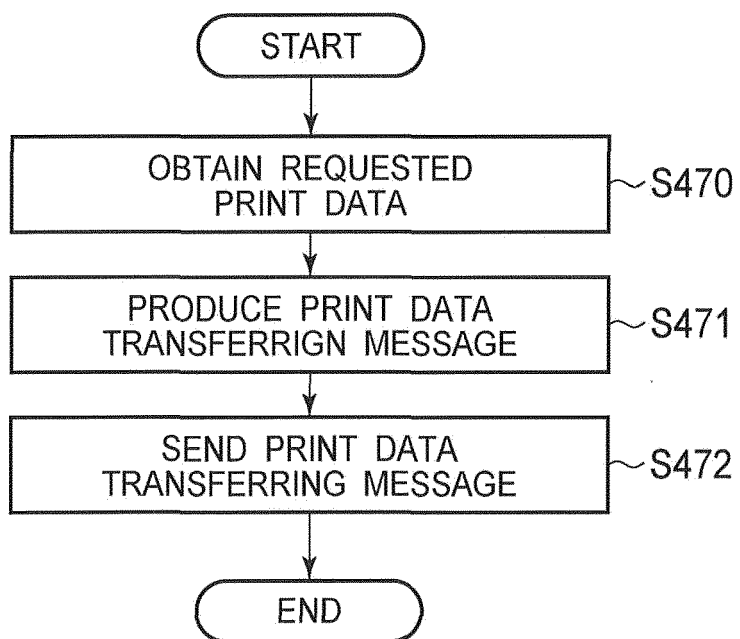 START
OBTAIN REQUESTED
PRINT DATA
S470
PRODUCE PRINT DATA
TRANSFERRIGN MESSAGE
S471
SEND PRINT DATA
TRANSFERRING MESSAGE
S472
END